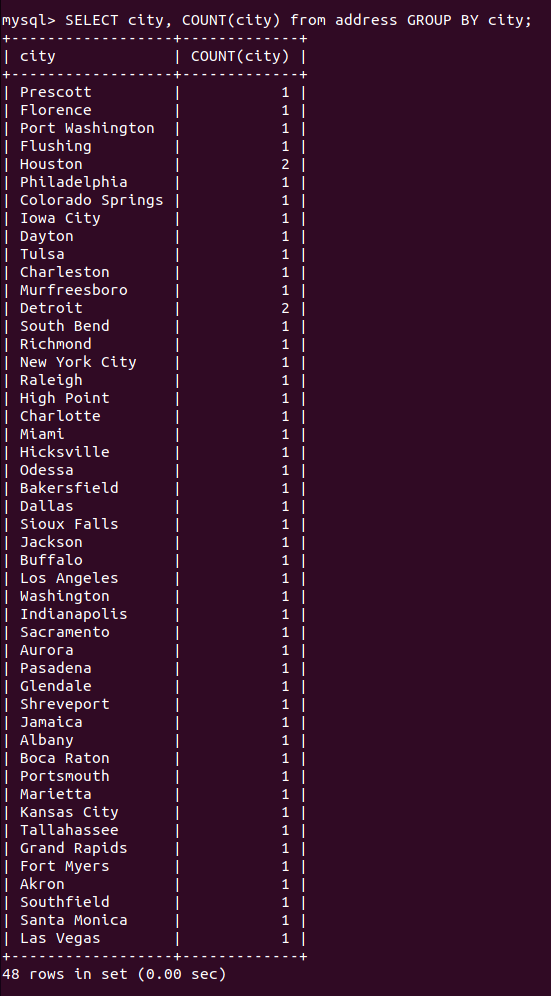 mysql> SELECT city, COUNT(city) from address GROUP BY city;
+------------------+-------------+
| city             | COUNT(city) |
+------------------+-------------+
| Prescott         |           1 |
| Florence         |           1 |
| Port Washington  |           1 |
| Flushing         |           1 |
| Houston          |           2 |
| Philadelphia     |           1 |
| Colorado Springs |           1 |
| Iowa City        |           1 |
| Dayton           |           1 |
| Tulsa            |           1 |
| Charleston       |           1 |
| Murfreesboro     |           1 |
| Detroit          |           2 |
| South Bend       |           1 |
| Richmond         |           1 |
| New York City    |           1 |
| Raleigh          |           1 |
| High Point       |           1 |
| Charlotte        |           1 |
| Miami            |           1 |
| Hicksville       |           1 |
| Odessa           |           1 |
| Bakersfield      |           1 |
| Dallas           |           1 |
| Sioux Falls      |           1 |
| Jackson          |           1 |
| Buffalo          |           1 |
| Los Angeles      |           1 |
| Washington       |           1 |
| Indianapolis     |           1 |
| Sacramento       |           1 |
| Aurora           |           1 |
| Pasadena         |           1 |
| Glendale         |           1 |
| Shreveport       |           1 |
| Jamaica          |           1 |
| Albany           |           1 |
| Boca Raton       |           1 |
| Portsmouth       |           1 |
| Marietta         |           1 |
| Kansas City      |           1 |
| Tallahassee      |           1 |
| Grand Rapids     |           1 |
| Fort Myers       |           1 |
| Akron            |           1 |
| Southfield       |           1 |
| Santa Monica     |           1 |
| Las Vegas        |           1 |
+------------------+-------------+
48 rows in set (0.00 sec)